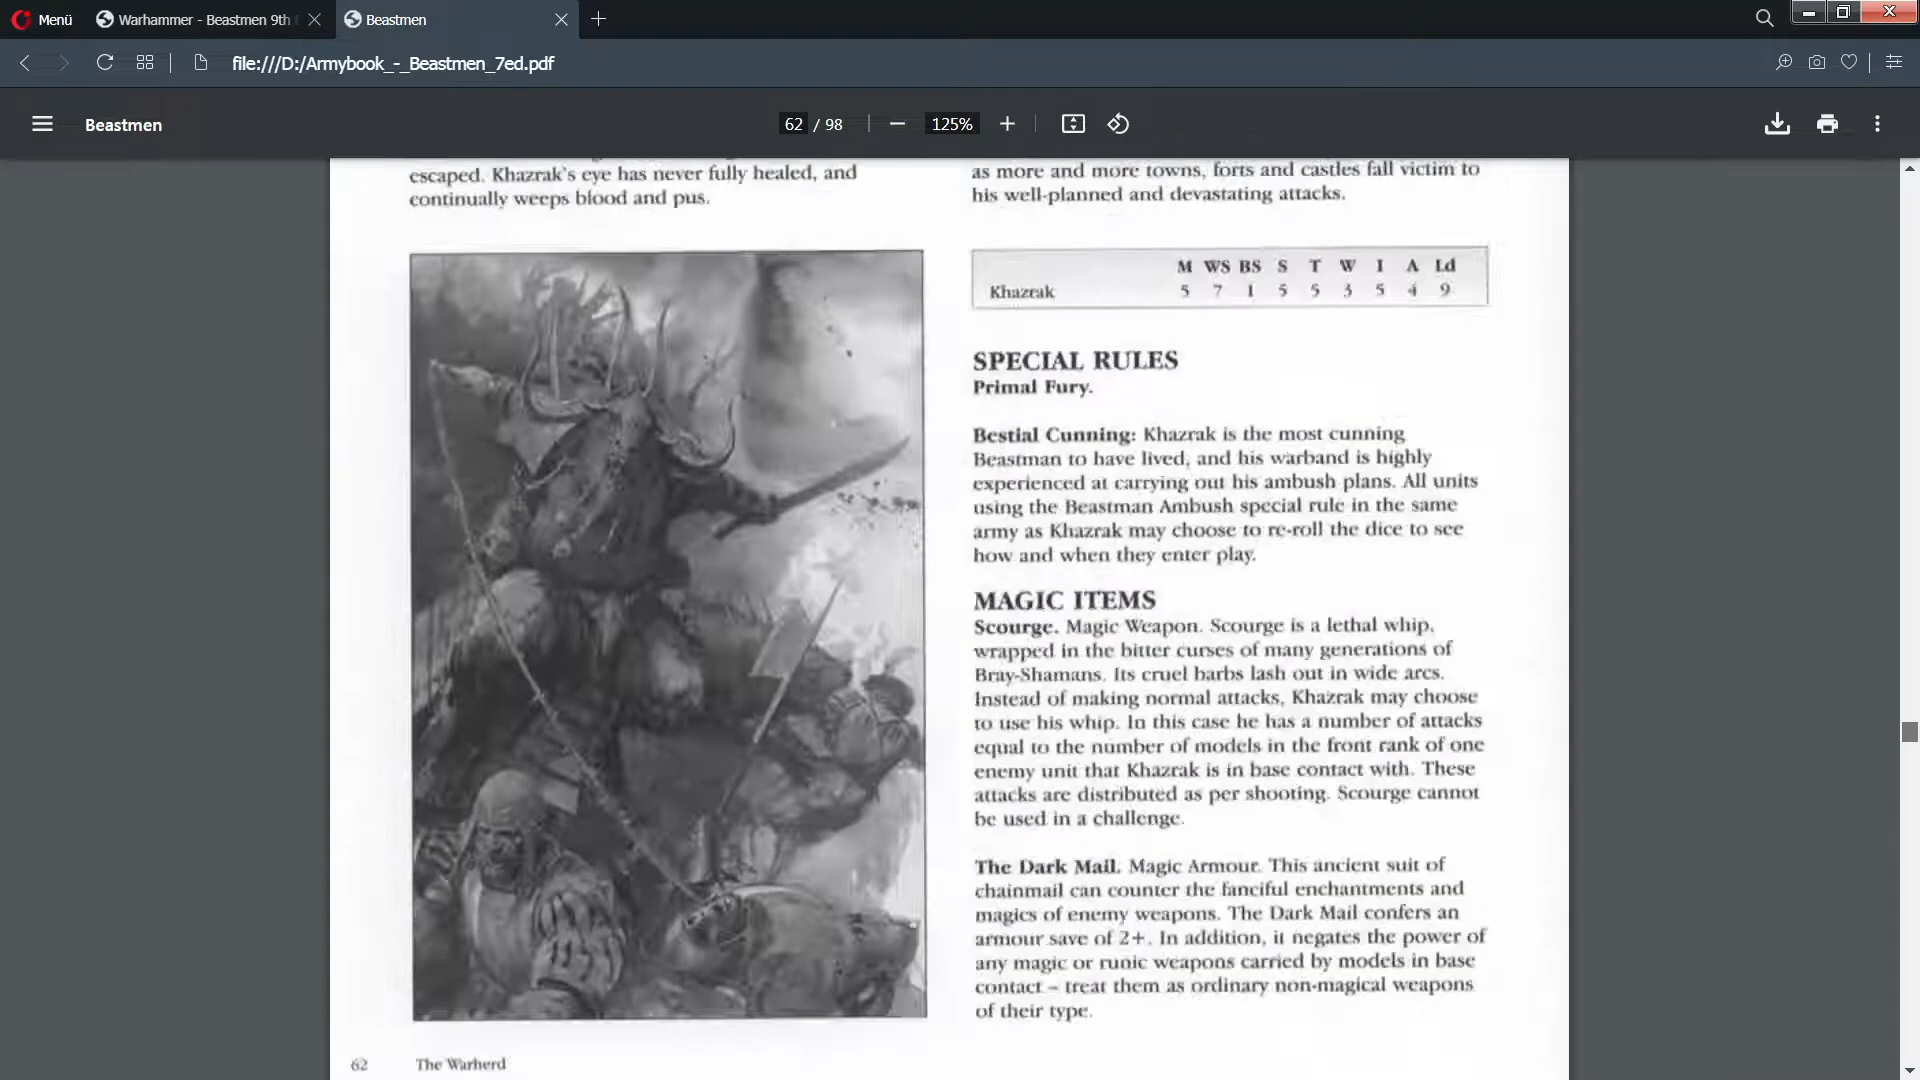 Menü
Warhammer - Beastmen 9th
Beastmen
file:///D:/Armybook_-_Beastmen_7ed.pdf
Beastmen
62 / 98
125%
escaped. Khazrak's eye has never fully healed, and
continually weeps blood and pus.
as more and more towns, forts and castles fall victim to
his well-planned and devastating attacks.
M WS BS S T W I A Ld
Khazrak 5 7 1 5 5 3 5 4 9
SPECIAL RULES
Primal Fury.
Bestial Cunning: Khazrak is the most cunning
Beastman to have lived, and his warband is highly
experienced at carrying out his ambush plans. All units
using the Beastman Ambush special rule in the same
army as Khazrak may choose to re-roll the dice to see
how and when they enter play.
MAGIC ITEMS
Scourge. Magic Weapon. Scourge is a lethal whip,
wrapped in the bitter curses of many generations of
Bray-Shamans. Its cruel barbs lash out in wide arcs.
Instead of making normal attacks, Khazrak may choose
to use his whip. In this case he has a number of attacks
equal to the number of models in the front rank of one
enemy unit that Khazrak is in base contact with. These
attacks are distributed as per shooting. Scourge cannot
be used in a challenge.
The Dark Mail. Magic Armour. This ancient suit of
chainmail can counter the fanciful enchantments and
magics of enemy weapons. The Dark Mail confers an
armour save of 2+. In addition, it negates the power of
any magic or runic weapons carried by models in base
contact – treat them as ordinary non-magical weapons
of their type.
62 The Warherd